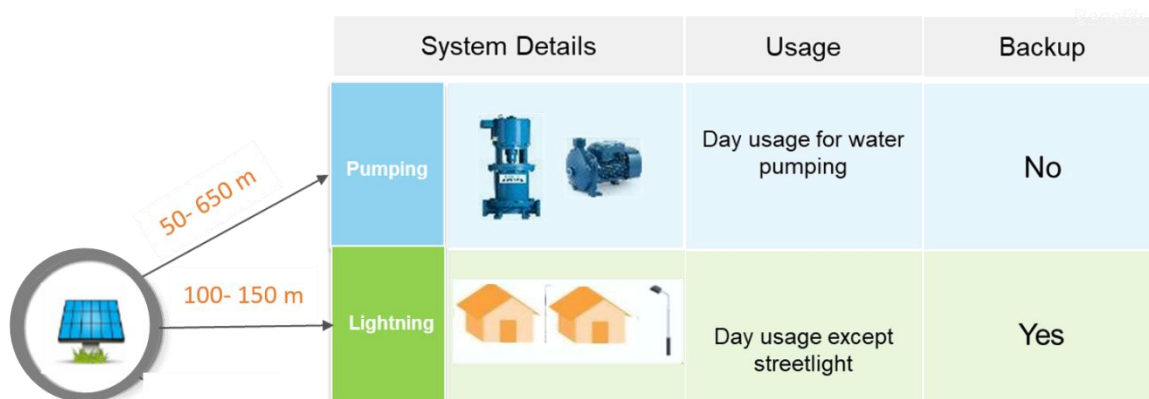 System Details
Usage
Backup
50- 650 m
Pumping
Day usage for water
pumping
No
100- 150 m
Lightning
Day usage except
streetlight
Yes